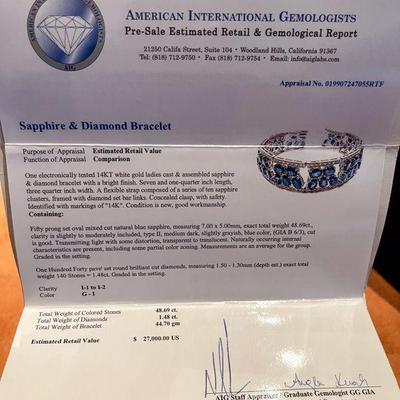 AMERICAN INTERNATIONAL GEMOLOGISTS
Pre-Sale Estimated Retail & Gemological Report
21250 Califa Street, Suite 104 • Woodland Hills, California 91367
Tel: (818) 712-9750 • Fax: (818) 712-9754 • Email: info@aiglabs.com
AIG
Appraisal No. 019907247055RTF
Sapphire & Diamond Bracelet
Purpose of Appraisal Estimated Retail Value
Function of Appraisal Comparison
One electronically tested 14KT white gold ladies cast & assembled sapphire
& diamond bracelet with a bright finish. Seven and one-quarter inch length,
three quarter inch width. A flexible strap composed of a series of ten sapphire
clusters, framed with diamond set bar links. Concealed clasp, with safety.
Identified with markings of "14K". Condition is new, good workmanship.
Containing:
Fifty prong set oval mixed cut natural blue sapphire, measuring 7.00 x 5.00mm, exact total weight 48.69ct.,
clarity is slightly to moderately included, type II, medium dark, slightly grayish, blue color, (GIA B 6/3), cut
is good. Transmitting light with some distortion, transparent to translucent. Naturally occurring internal
characteristics are present, including some partial color zoning. Measurements are an average for the group.
Graded in the setting.
One Hundred Forty pavé set round brilliant cut diamonds, measuring 1.50 - 1.30mm (depth est.) exact total
weight 140 Stones = 1.48ct. Graded in the setting.
Clarity I-1 to I-2
Color G - I
Total Weight of Colored Stones 48.69 ct.
Total Weight of Diamonds 1.48 ct.
Total Weight of Bracelet 44.70 gm
Estimated Retail Value $ 27,000.00 US
AIG Staff Appraiser / Graduate Gemologist GG GIA